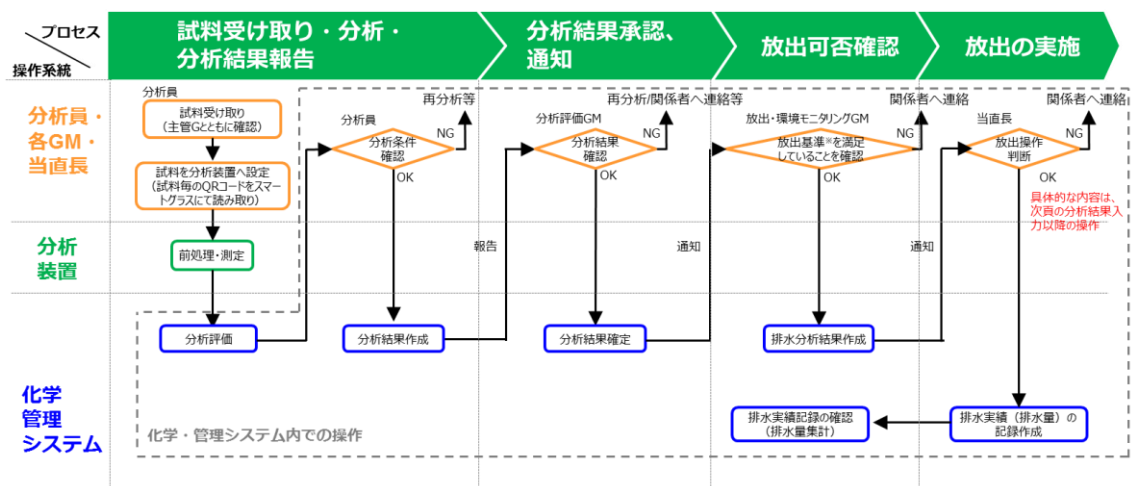 プロセス
操作系統
試料受け取り・分析・
分析結果報告
分析結果承認、
通知
放出可否確認
放出の実施
分析員・
各GM・
当直長
分析員
試料受け取り
（主管Gとともに確認）
試料を分析装置へ設定
（試料毎のQRコードをスマー
トグラスにて読み取り）
分析員
分析条件
確認
再分析等
NG
OK
分析評価GM
分析結果
確認
再分析/関係者へ連絡等
NG
OK
放出・環境モニタリングGM
放出基準※を満足
していることを確認
関係者へ連絡
NG
OK
当直長
放出操作
判断
関係者へ連絡
NG
OK
具体的な内容は、
次頁の分析結果入
力以降の操作
分析
装置
前処理・測定
報告
通知
通知
化学
管理
システム
分析評価
分析結果作成
分析結果確定
排水分析結果作成
排水実績（排水量）の
記録作成
排水実績記録の確認
（排水量集計）
化学・管理システム内での操作